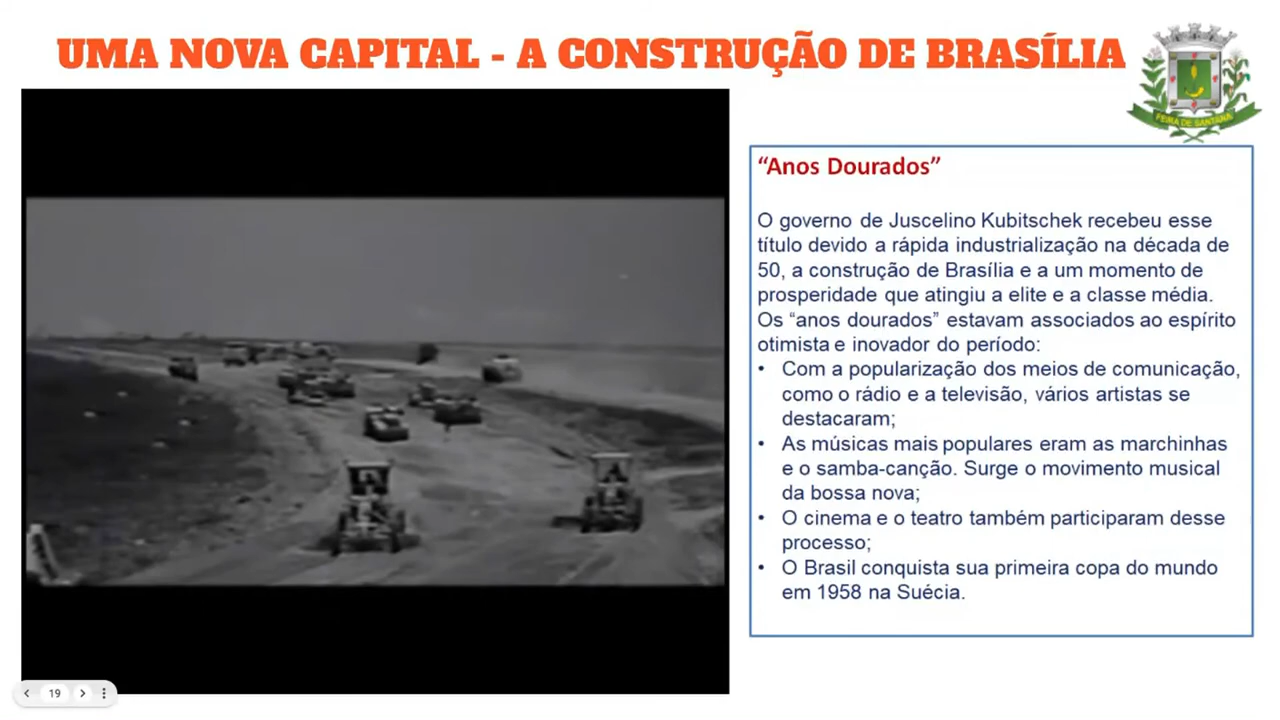 UMA NOVA CAPITAL - A CONSTRUÇÃO DE BRASÍLIA
FEIRA DE SANTANA
“Anos Dourados”
O governo de Juscelino Kubitschek recebeu esse
título devido a rápida industrialização na década de
50, a construção de Brasília e a um momento de
prosperidade que atingiu a elite e a classe média.
Os “anos dourados” estavam associados ao espírito
otimista e inovador do período:
• Com a popularização dos meios de comunicação,
como o rádio e a televisão, vários artistas se
destacaram;
• As músicas mais populares eram as marchinhas
e o samba-canção. Surge o movimento musical
da bossa nova;
• O cinema e o teatro também participaram desse
processo;
• O Brasil conquista sua primeira copa do mundo
em 1958 na Suécia.
19